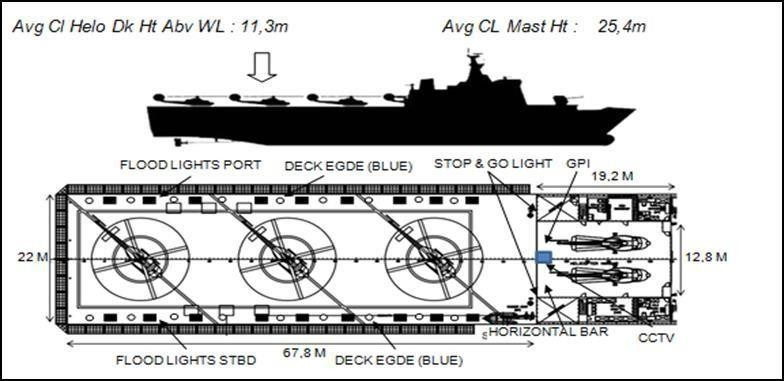 Avg Cl Helo Dk Ht Abv WL : 11,3m
Avg CL Mast Ht : 25,4m
FLOOD LIGHTS PORT
DECK EGDE (BLUE)
STOP & GO LIGHT
GPI
19,2 M
22 M
12,8 M
HORIZONTAL BAR
67,8 M
CCTV
FLOOD LIGHTS STBD
DECK EGDE (BLUE)